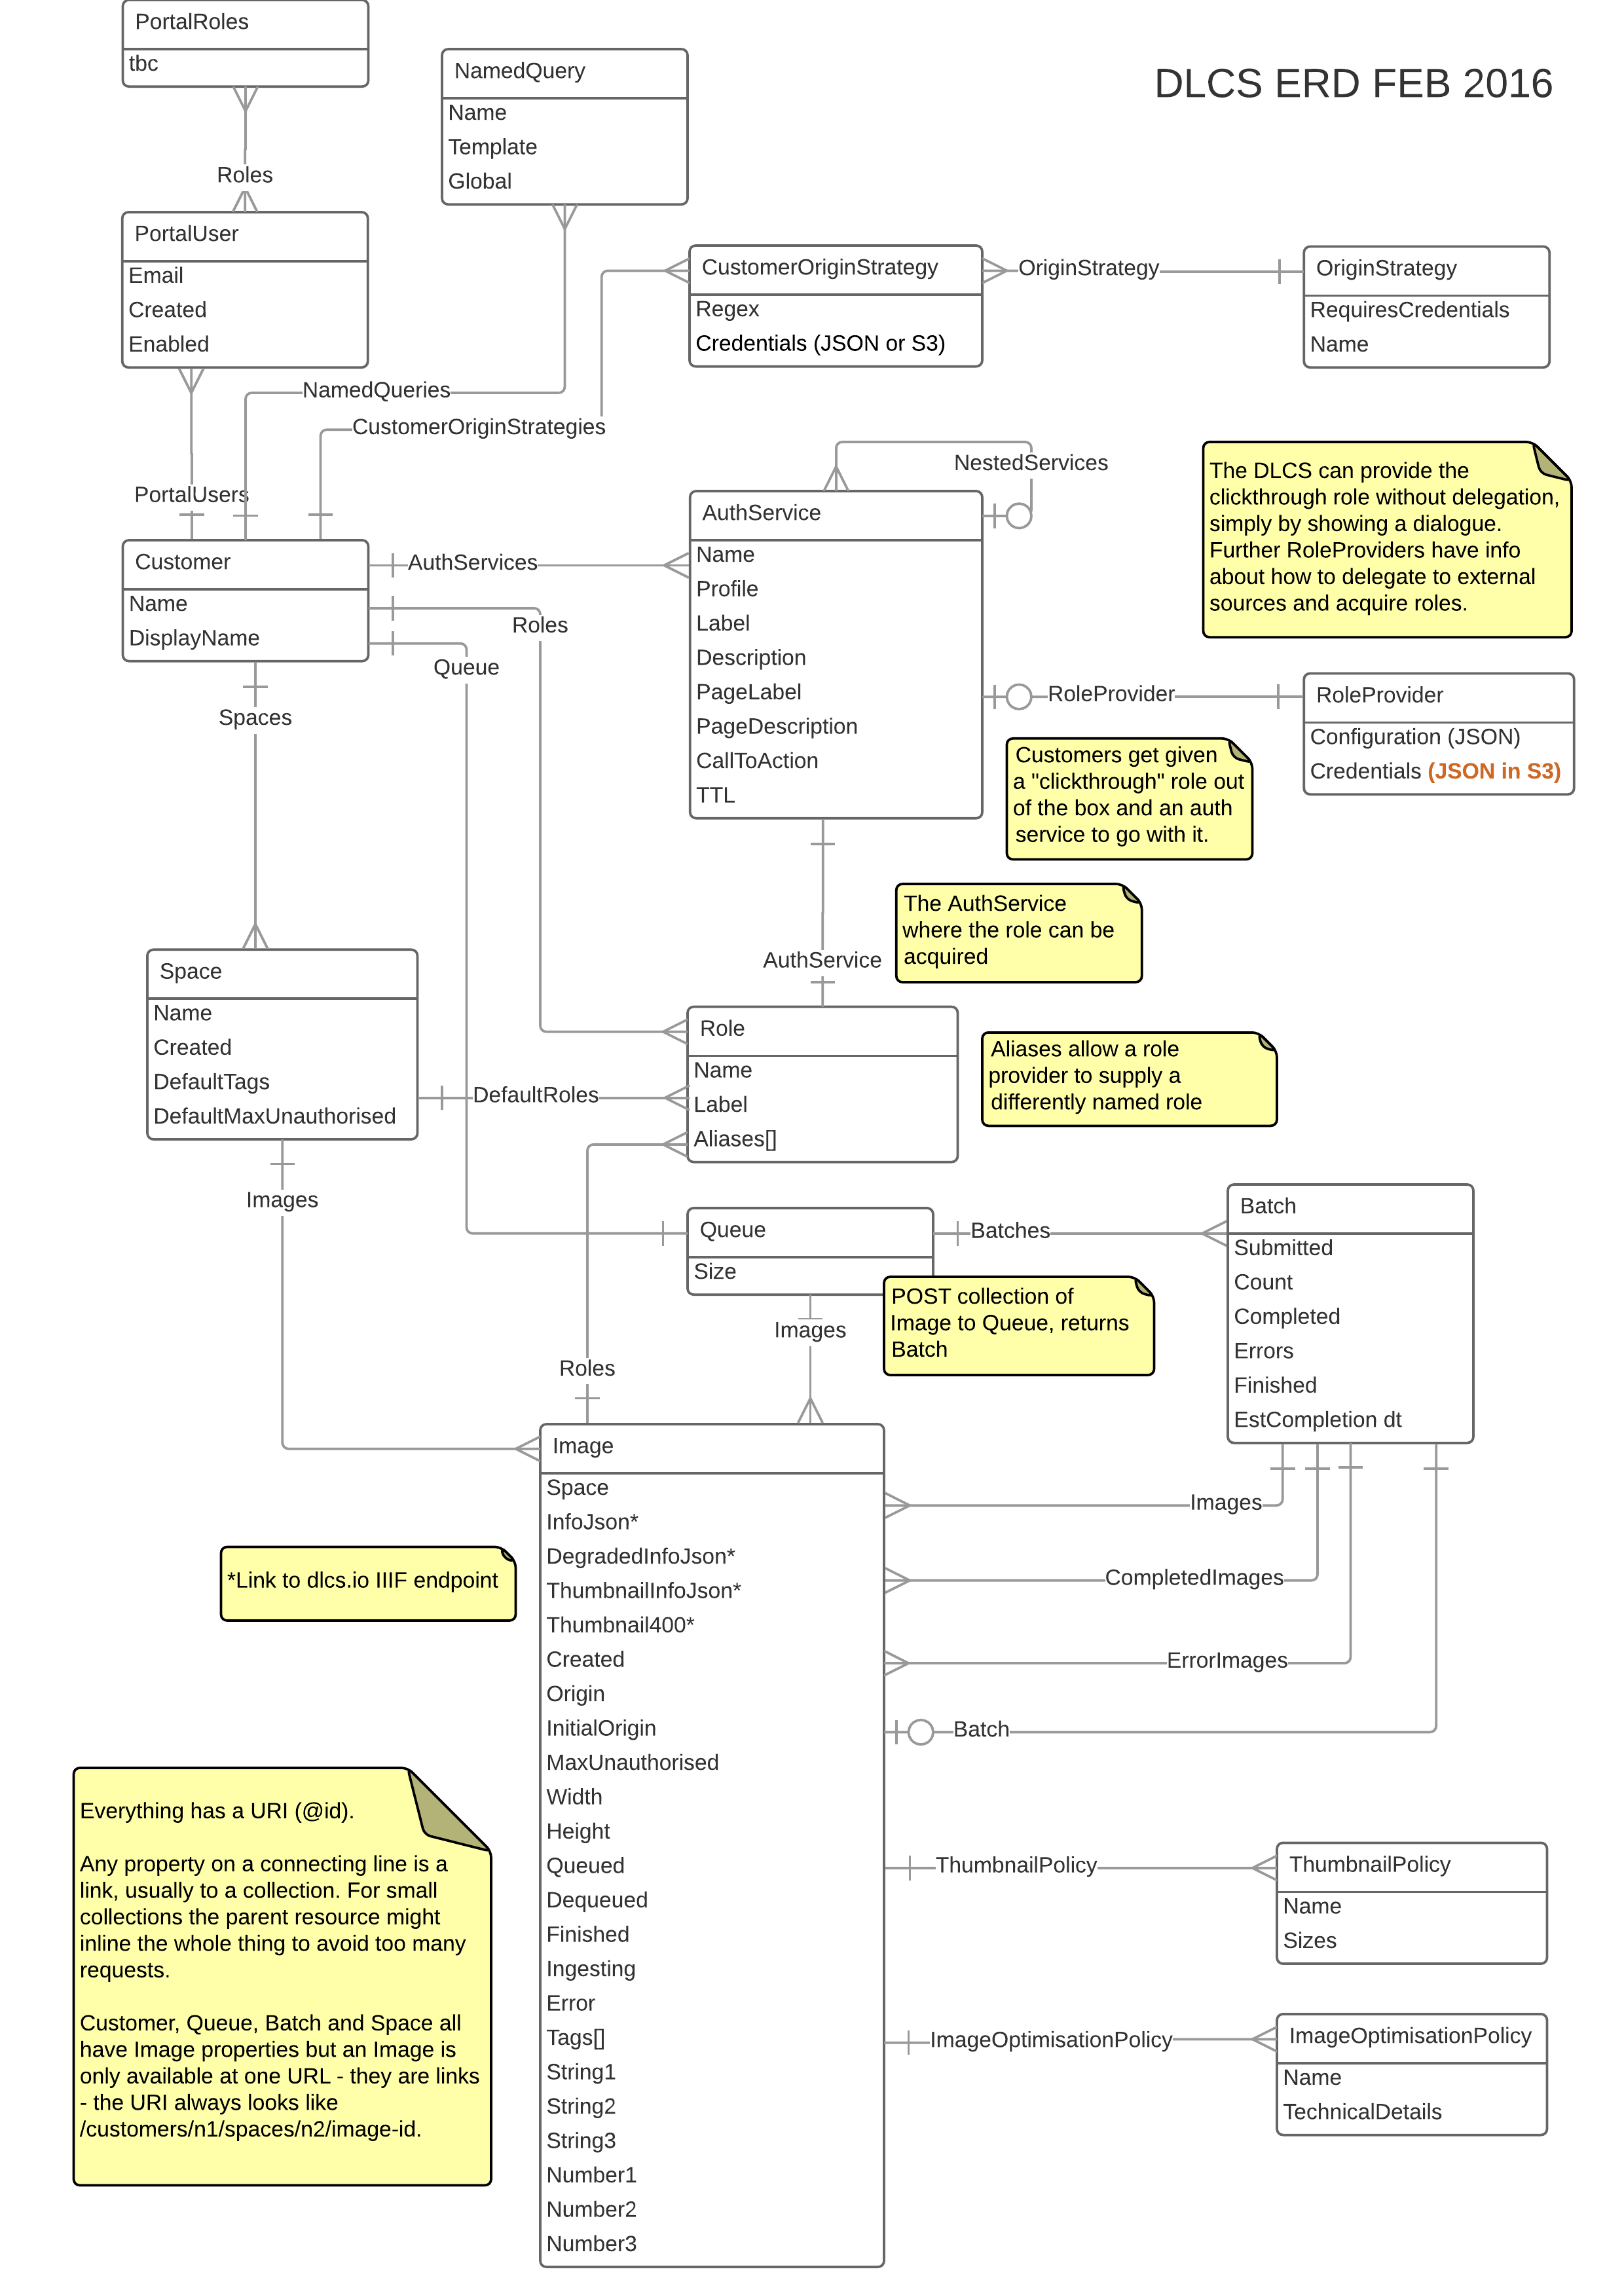 PortalRoles
tbc
NamedQuery
Name
Template
Global
DLCS ERD FEB 2016
Roles
PortalUser
Email
Created
Enabled
CustomerOriginStrategy
Regex
Credentials (JSON or S3)
OriginStrategy
OriginStrategy
RequiresCredentials
Name
NamedQueries
CustomerOriginStrategies
PortalUsers
NestedServices
The DLCS can provide the
clickthrough role without delegation,
simply by showing a dialogue.
Further RoleProviders have info
about how to delegate to external
sources and acquire roles.
Customer
Name
DisplayName
AuthServices
Roles
Queue
Spaces
AuthService
Name
Profile
Label
Description
PageLabel
PageDescription
CallToAction
TTL
RoleProvider
RoleProvider
Configuration (JSON)
Credentials (JSON in S3)
Customers get given
a "clickthrough" role out
of the box and an auth
service to go with it.
The AuthService
where the role can be
acquired
AuthService
Space
Name
Created
DefaultTags
DefaultMaxUnauthorised
DefaultRoles
Role
Name
Label
Aliases[]
Aliases allow a role
provider to supply a
differently named role
Images
Queue
Size
Batches
Batch
Submitted
Count
Completed
Errors
Finished
EstCompletion dt
POST collection of
Image to Queue, returns
Batch
Images
Roles
Image
Space
InfoJson*
DegradedInfoJson*
ThumbnailInfoJson*
Thumbnail400*
Created
Origin
InitialOrigin
MaxUnauthorised
Width
Height
Queued
Dequeued
Finished
Ingesting
Error
Tags[]
String1
String2
String3
Number1
Number2
Number3
Images
CompletedImages
ErrorImages
Batch
*Link to dlcs.io IIIF endpoint
Everything has a URI (@id).
Any property on a connecting line is a
link, usually to a collection. For small
collections the parent resource might
inline the whole thing to avoid too many
requests.
Customer, Queue, Batch and Space all
have Image properties but an Image is
only available at one URL - they are links
- the URI always looks like
/customers/n1/spaces/n2/image-id.
ThumbnailPolicy
ThumbnailPolicy
Name
Sizes
ImageOptimisationPolicy
ImageOptimisationPolicy
Name
TechnicalDetails